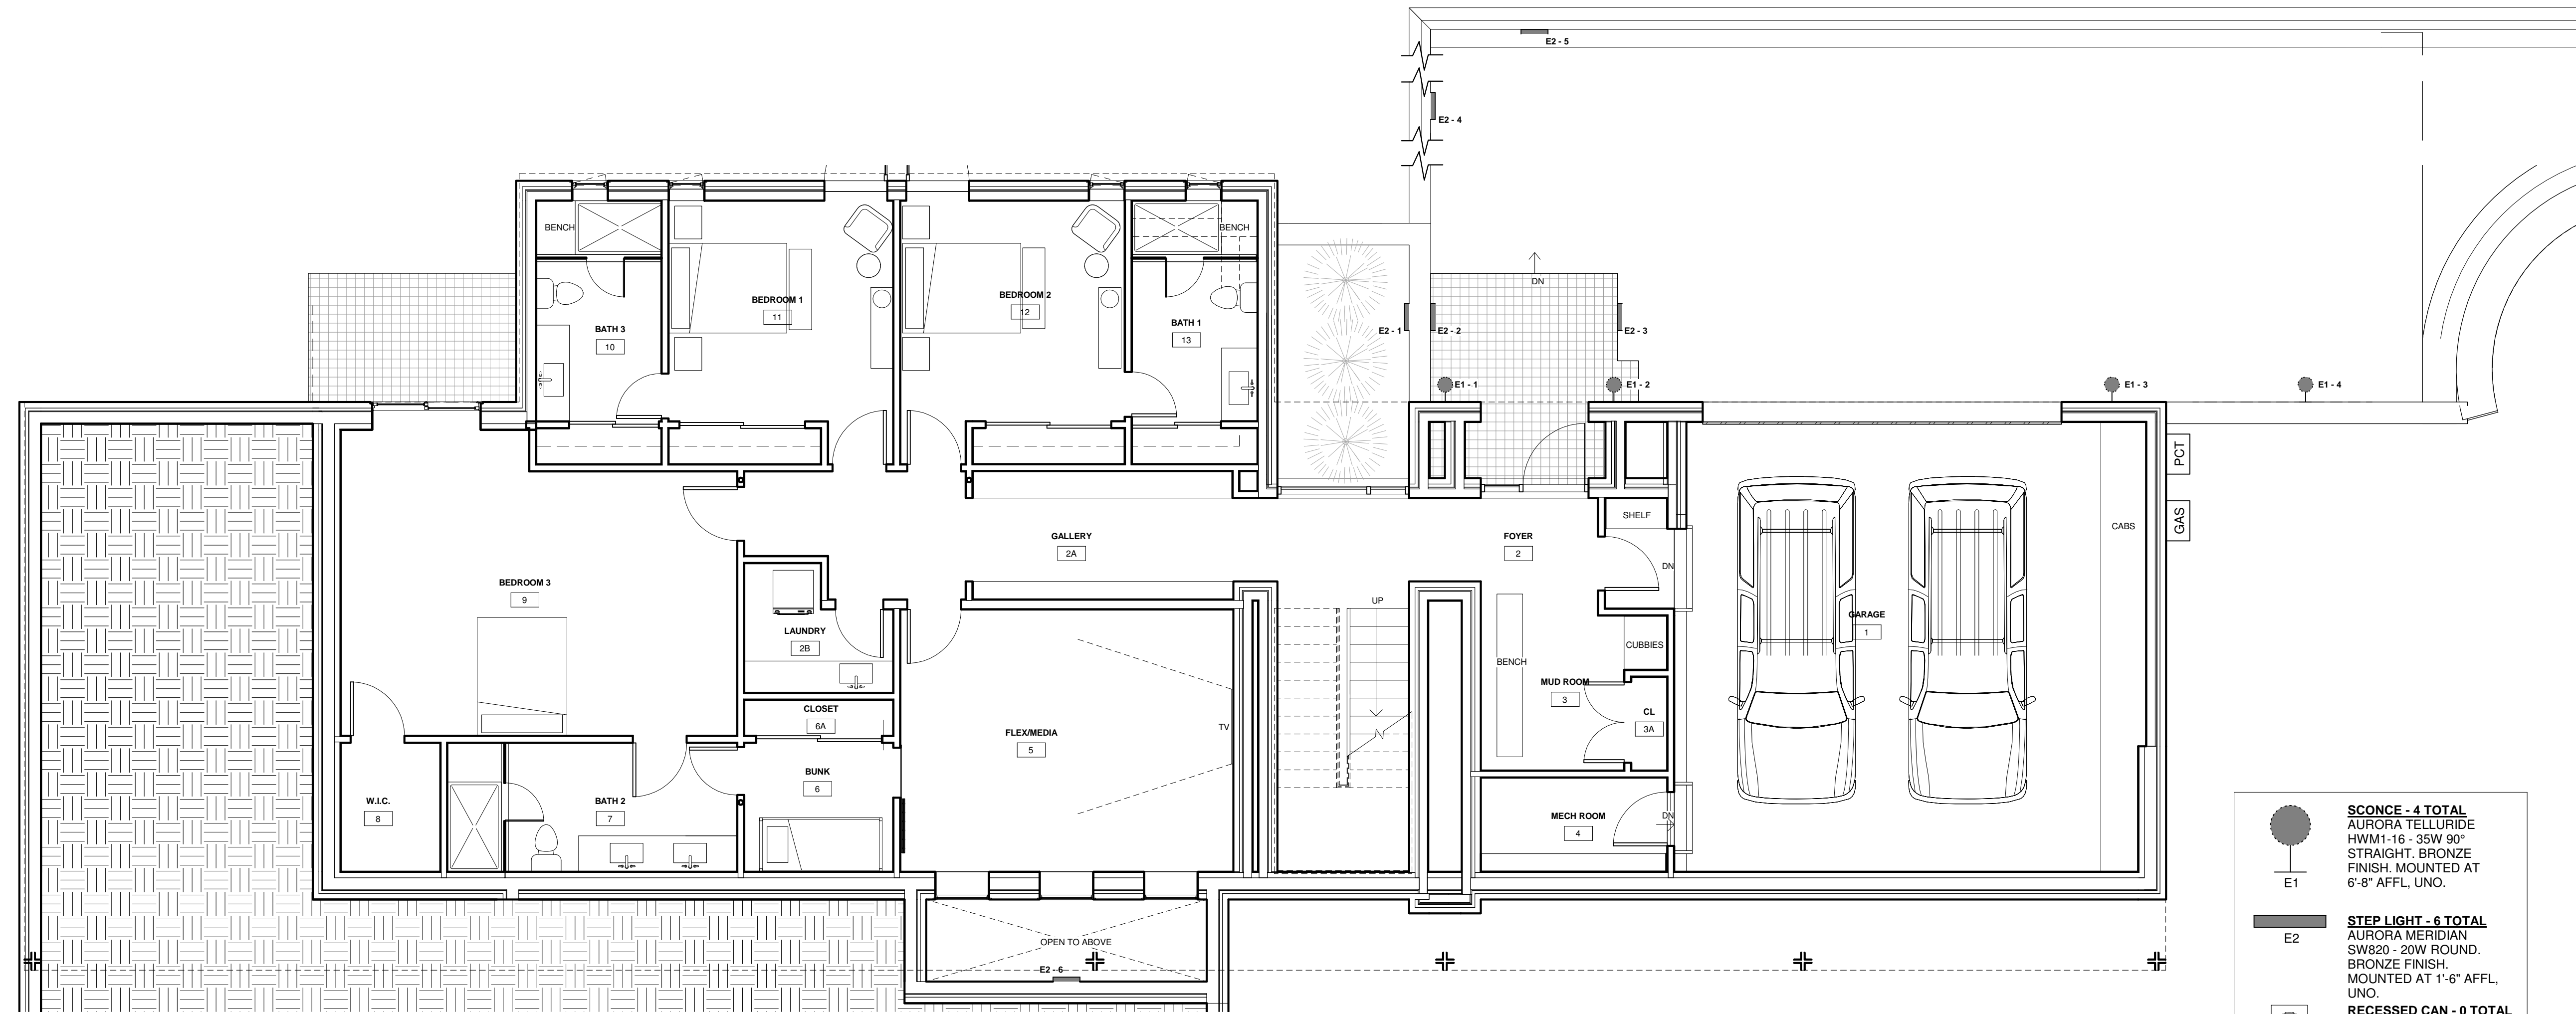 E2 - 5
E2 - 4
BENCH
BENCH
BEDROOM 1
11
BEDROOM 2
12
BATH 3
10
BATH 1
13
DN
E2 - 1
E2 - 2
E2 - 3
E1 - 1
E1 - 2
E1 - 3
E1 - 4
PCT
GAS
SHELF
CABS
GALLERY
2A
FOYER
2
DN
BEDROOM 3
9
UP
GARAGE
1
LAUNDRY
2B
CUBBIES
BENCH
MUD ROOM
3
CLOSET
6A
CL
3A
TV
FLEX/MEDIA
5
N
BUNK
6
W.I.C.
8
BATH 2
7
MECH ROOM
4
DN
OPEN TO ABOVE
E2 - 6
SCONCE - 4 TOTAL
AURORA TELLURIDE
HWM1-16 - 35W 90°
STRAIGHT. BRONZE
FINISH. MOUNTED AT
6'-8" AFFL, UNO.
E1
STEP LIGHT - 6 TOTAL
AURORA MERIDIAN
SW820 - 20W ROUND.
BRONZE FINISH.
MOUNTED AT 1'-6" AFFL,
UNO.
E2
RECESSED CAN - 0 TOTAL